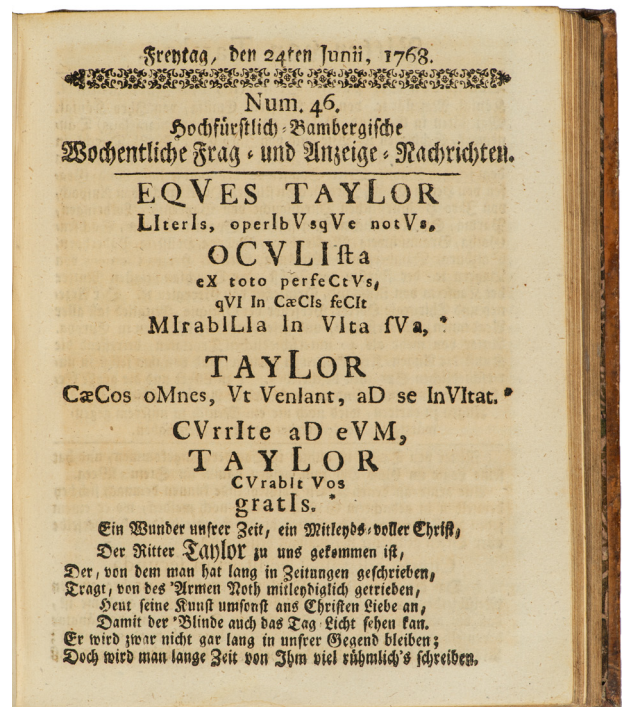 Freytag, den 24ten Junii, 1768.
Num. 46.
Hochfürstlich-Bambergische
Wochentliche Frag- und Anzeige-Nachrichten.
EQVES TAYLOR
LIterIs, operIbVsqVe notVs,
OCVLIſta
eX toto perfeCtVs,
qVI In CæCIs feCIt
MIrabILIa In VIta ſVa, *
TAYLOR
CæCos oMnes, Vt VenIant, aD se InVItat. *
CVrrIte aD eVM,
TAYLOR
CVrabIt Vos
gratIs. *
Ein Wunder unſrer Zeit, ein Mitleyds-voller Chriſt,
Der Ritter Taylor zu uns gekommen iſt,
Der, von dem man hat lang in Zeitungen geſchrieben,
Tragt, von des 'Armen Noth mitleydiglich getrieben,
Heut ſeine Kunſt umſonſt ans Chriſten Liebe an,
Damit der 'Blinde auch das Tag-Licht ſehen kan.
Er wird zwar nicht gar lang in unſrer Gegend bleiben;
Doch wird man lange Zeit von Ihm viel rühmlich's ſchreiben.